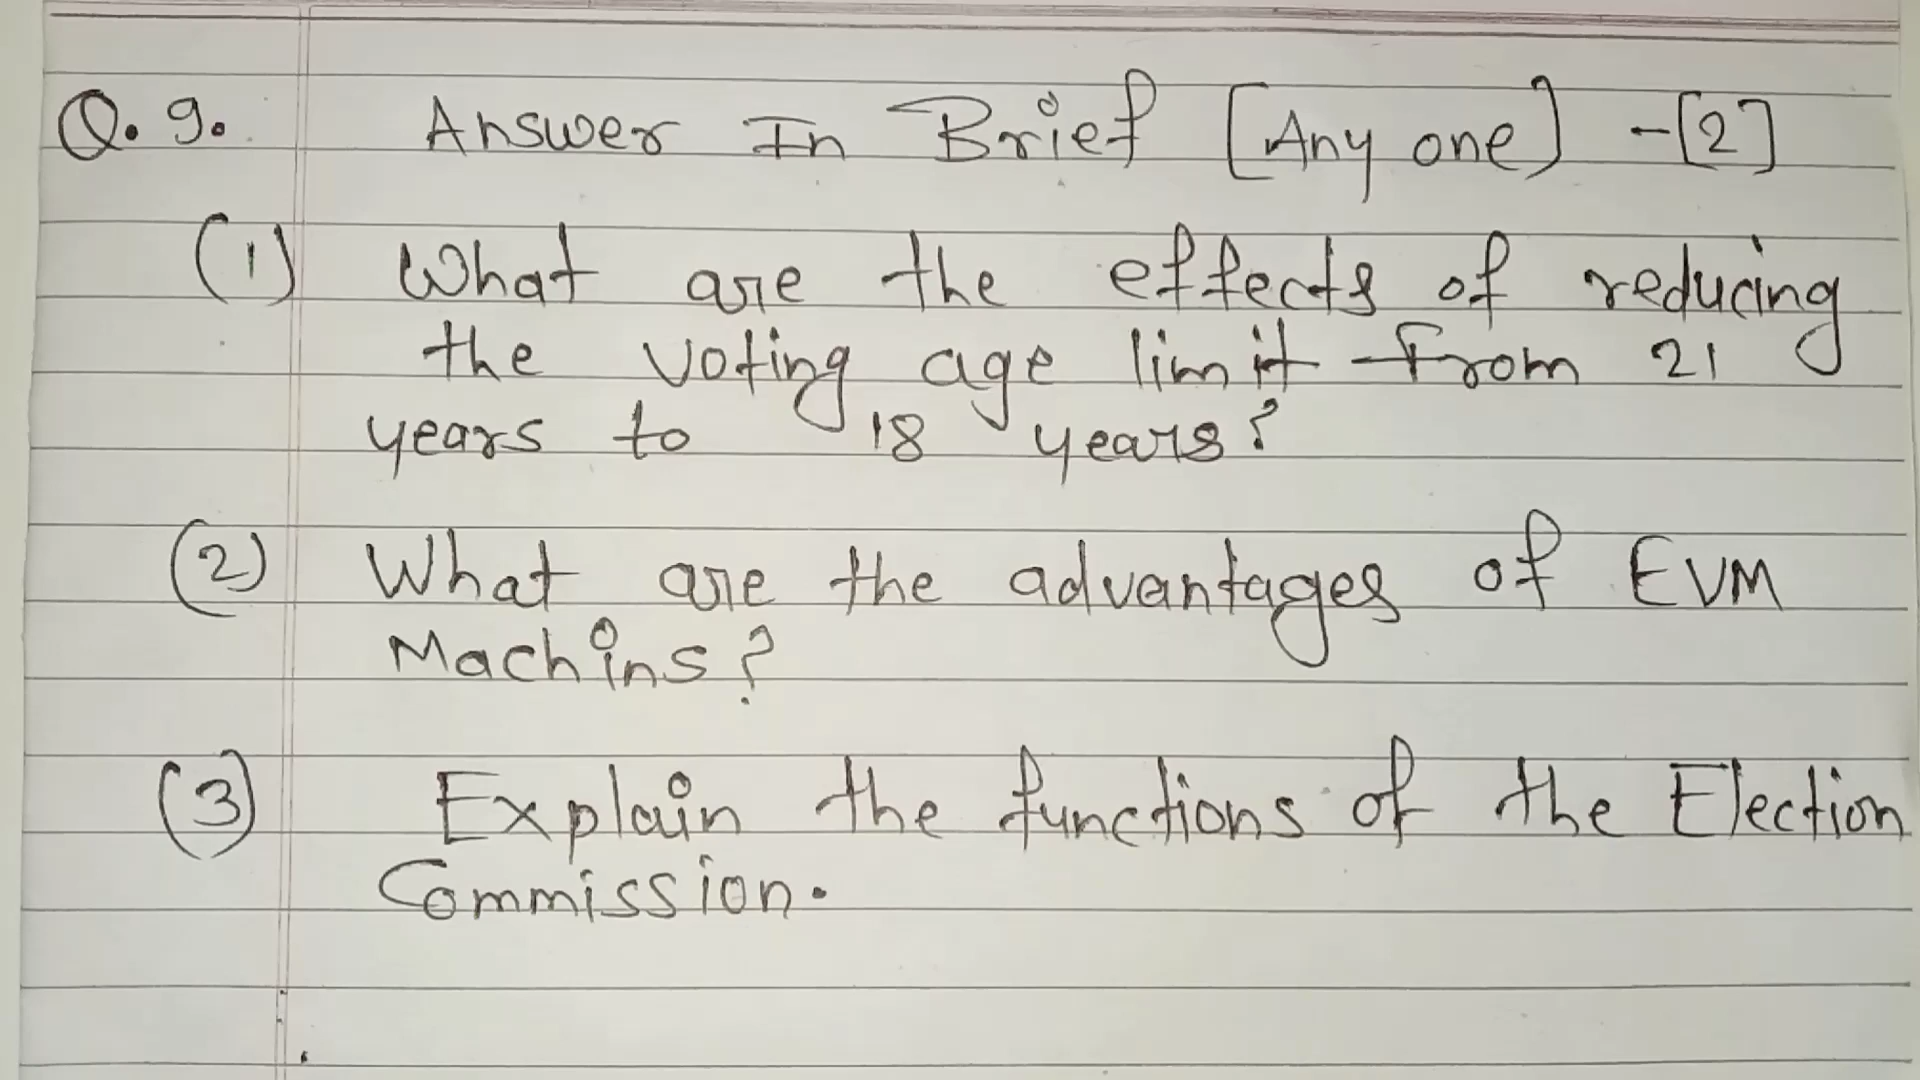 Q. 9. Answer In Brief [Any one] - [2]
(1) What are the effects of reducing
the voting age limit from 21
years to 18 years?
(2) What are the advantages of EVM
Machins?
(3) Explain the functions of the Election
Commission.